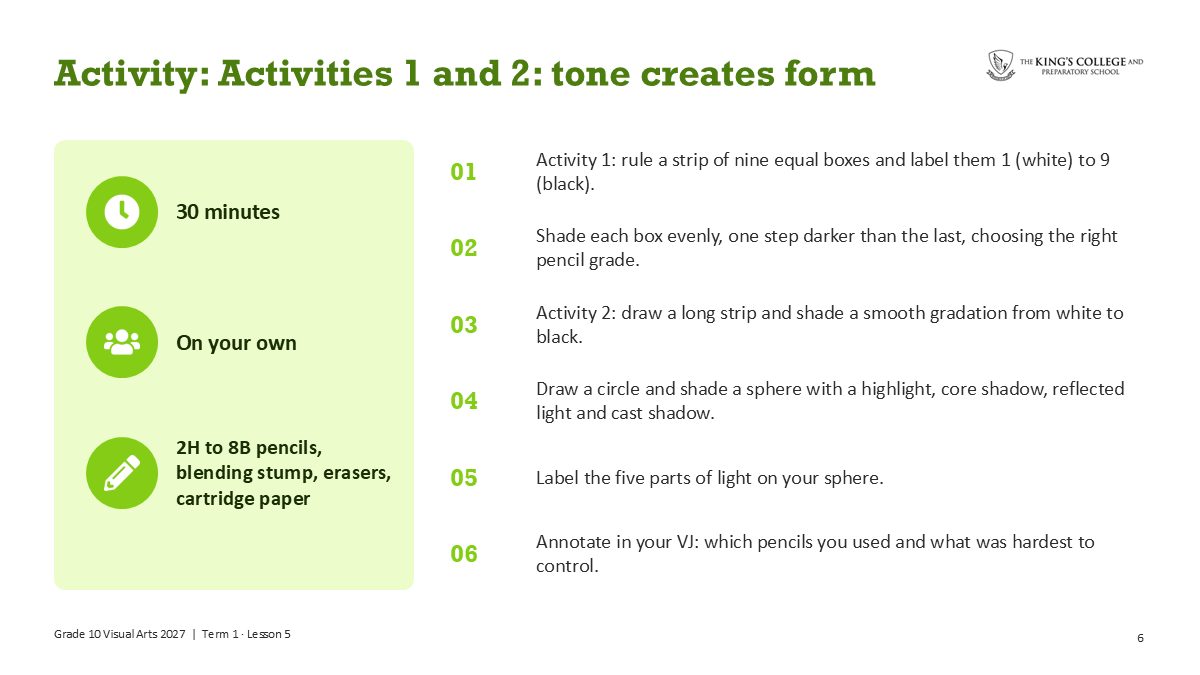 Activity: Activities 1 and 2: tone creates form
THE KING'S COLLEGE AND
PREPARATORY SCHOOL
30 minutes
On your own
2H to 8B pencils,
blending stump, erasers,
cartridge paper
01
Activity 1: rule a strip of nine equal boxes and label them 1 (white) to 9
(black).
02
Shade each box evenly, one step darker than the last, choosing the right
pencil grade.
03
Activity 2: draw a long strip and shade a smooth gradation from white to
black.
04
Draw a circle and shade a sphere with a highlight, core shadow, reflected
light and cast shadow.
05
Label the five parts of light on your sphere.
06
Annotate in your VJ: which pencils you used and what was hardest to
control.
Grade 10 Visual Arts 2027 | Term 1 · Lesson 5
6